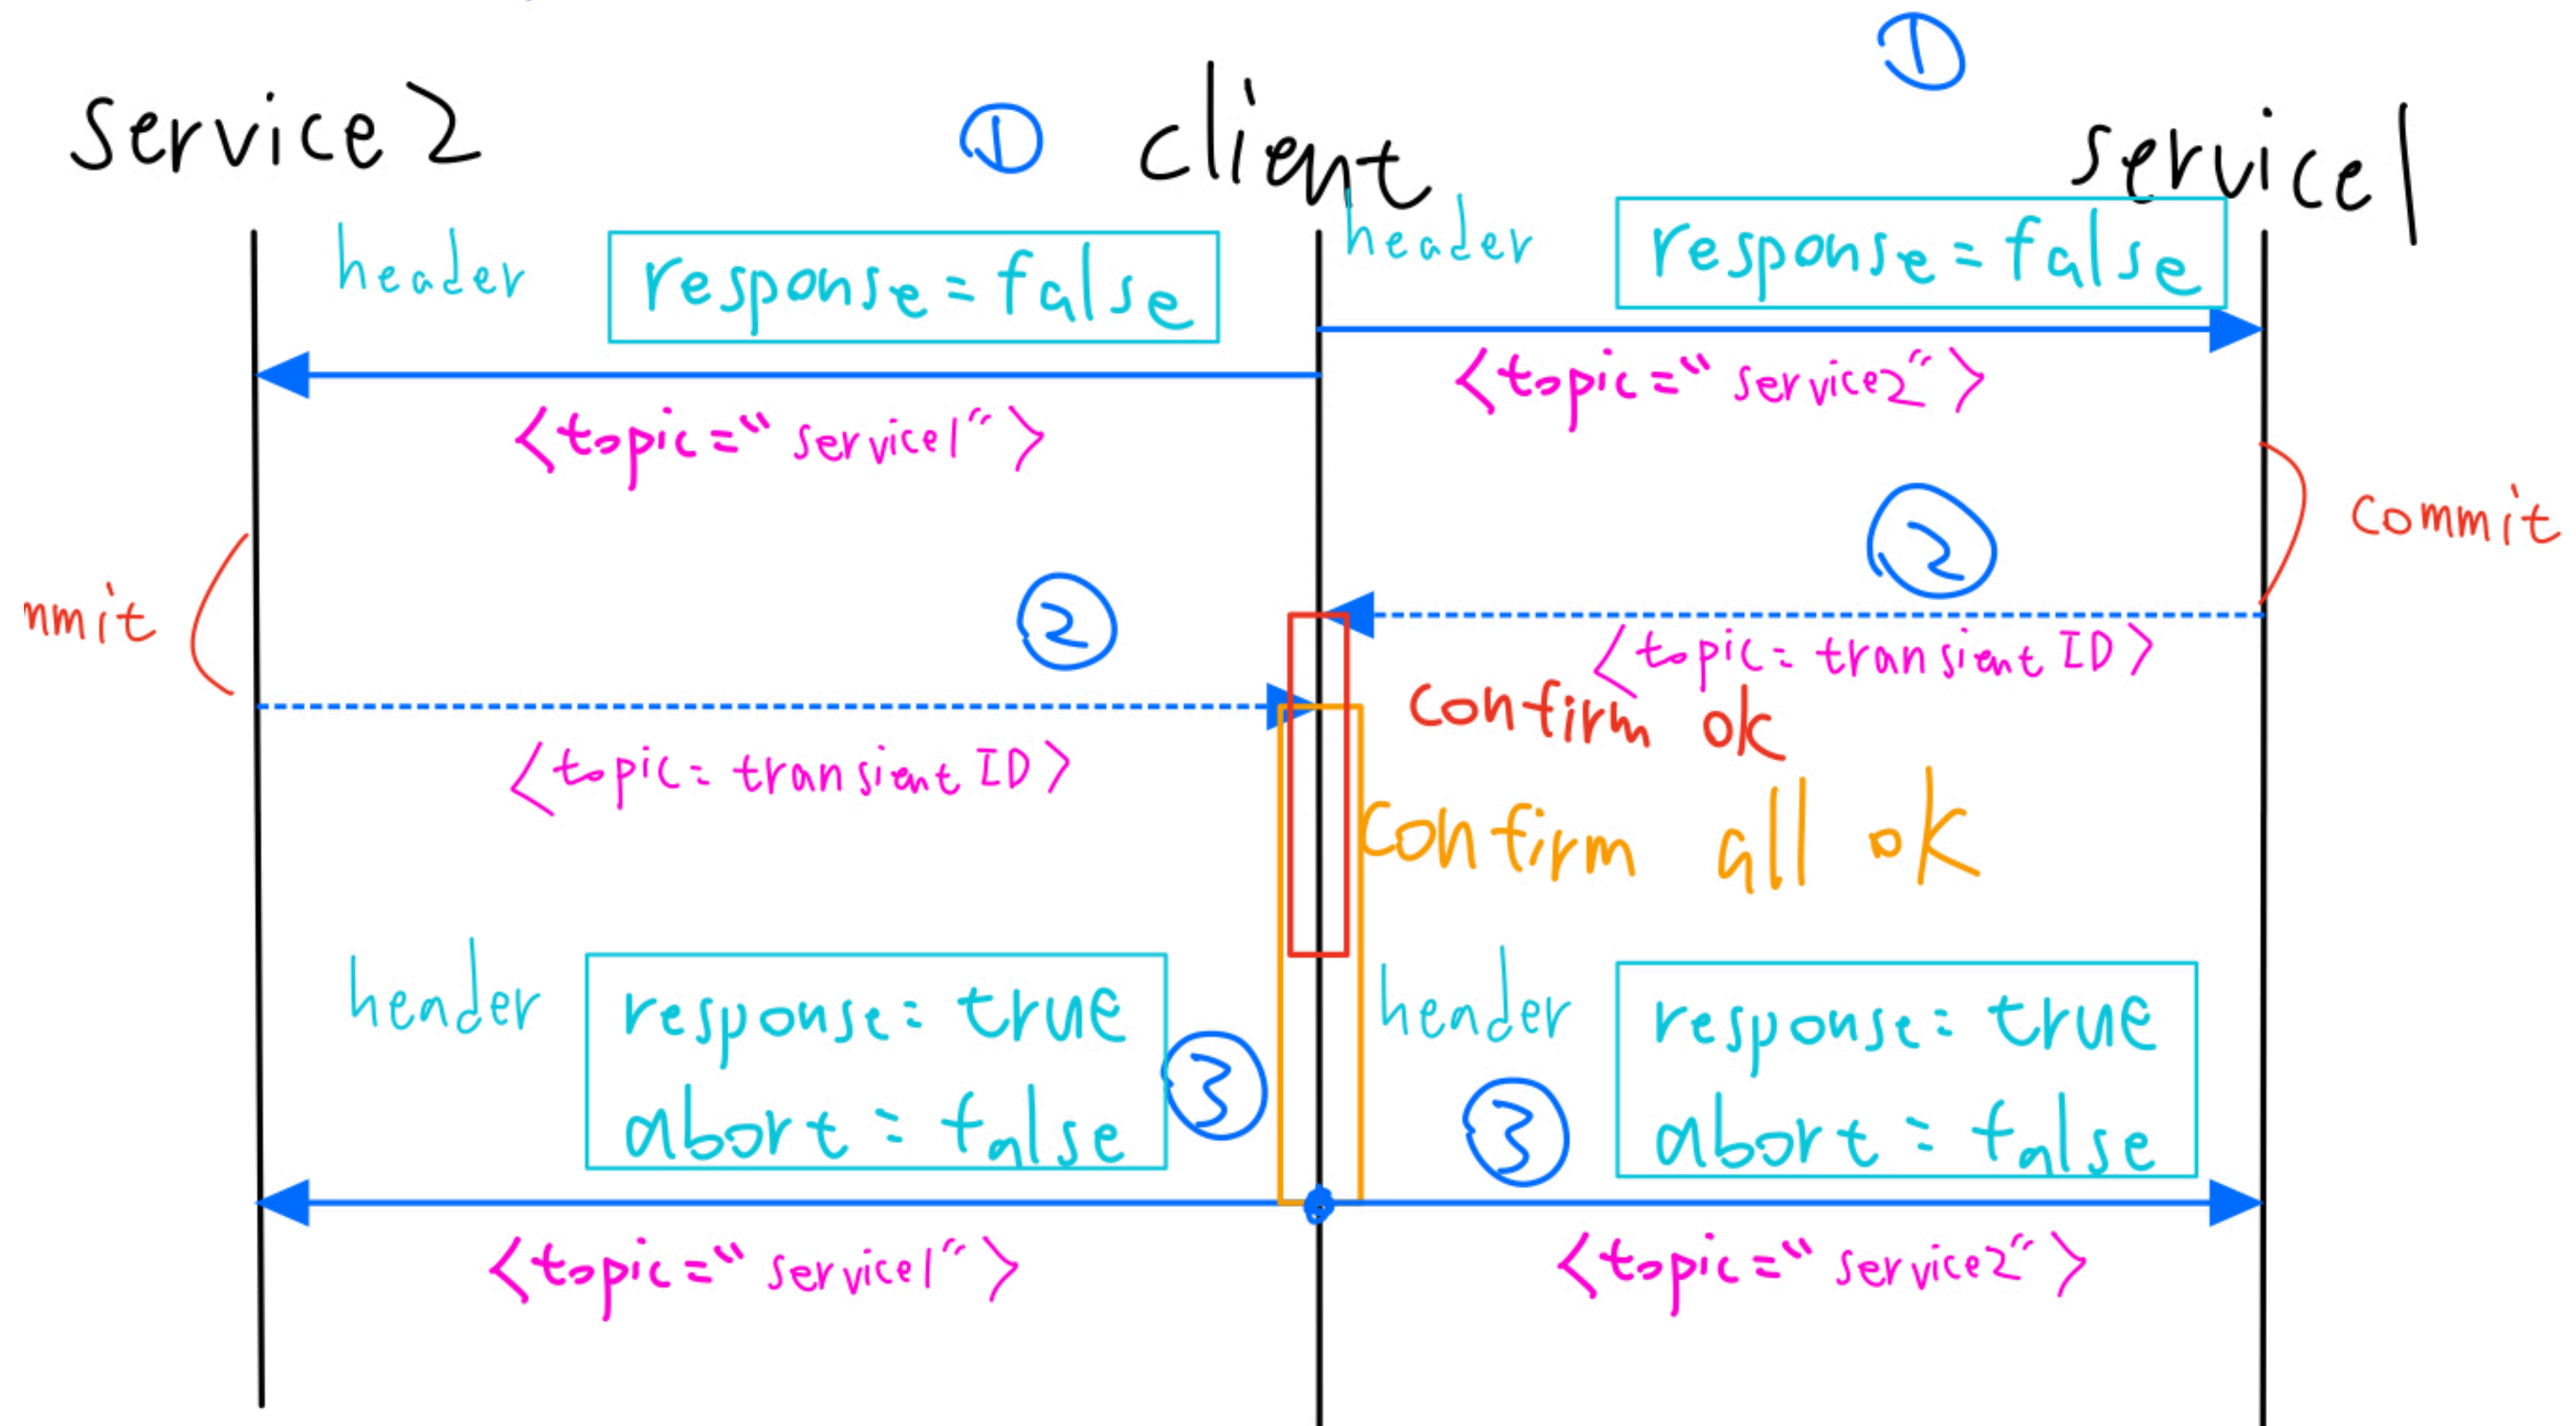 ①
service2
①
client
service1
header
response=false
header
response=false
<topic="service2">
<topic="service1">
commit
②
mmit
②
<topic=transient ID>
confirm ok
<topic=transient ID>
confirm all ok
header
response=true
abort=false
③
header
response=true
abort=false
③
<topic="service1">
<topic="service2">